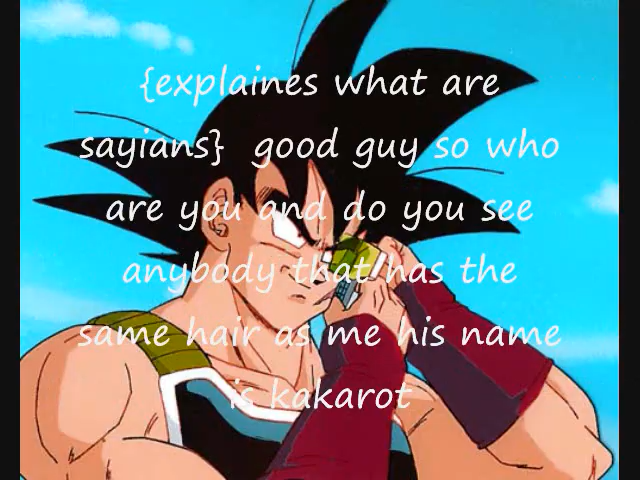 {explaines what are
sayians}  good guy so who
are you and do you see
anybody that has the
same hair as me his name
is kakarot